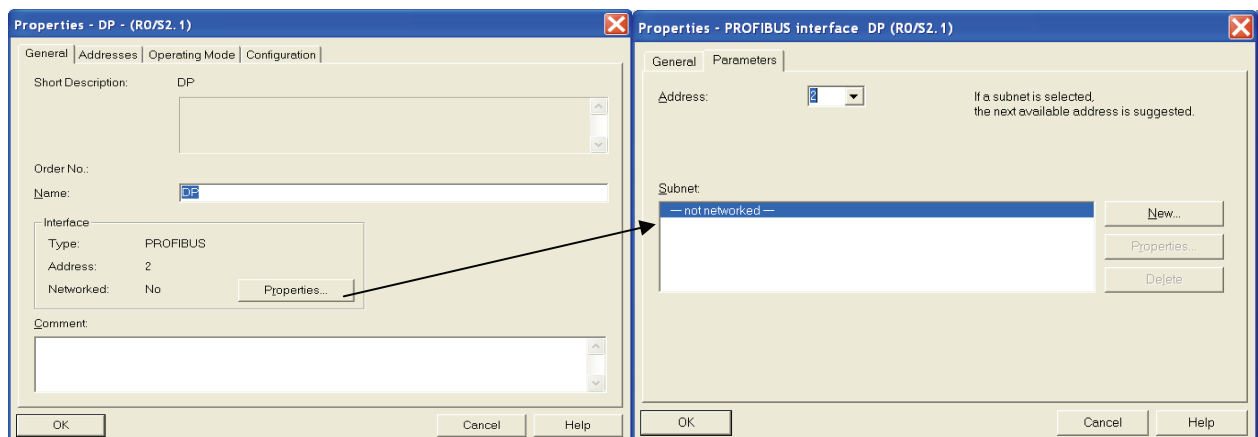 Properties - DP - (R0/S2.1)
General Addresses Operating Mode Configuration
Short Description: DP
Order No.:
Name: DP
Interface
Type: PROFIBUS
Address: 2
Networked: No Properties...
Comment:
OK Cancel Help
Properties - PROFIBUS interface DP (R0/S2.1)
General Parameters
Address: 2 If a subnet is selected,
the next available address is suggested.
Subnet:
--- not networked --- New...
Properties...
Delete
OK Cancel Help